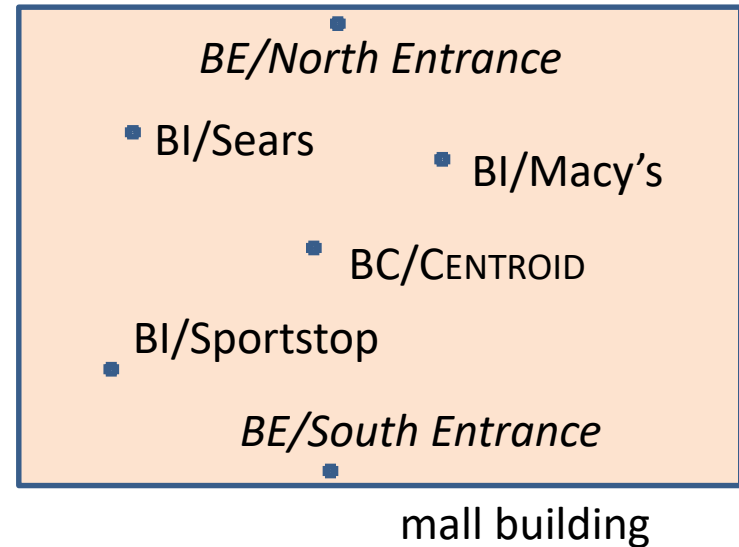 BE/North Entrance
BI/Sears
BI/Macy's
BC/CENTROID
BI/Sportstop
BE/South Entrance
mall building